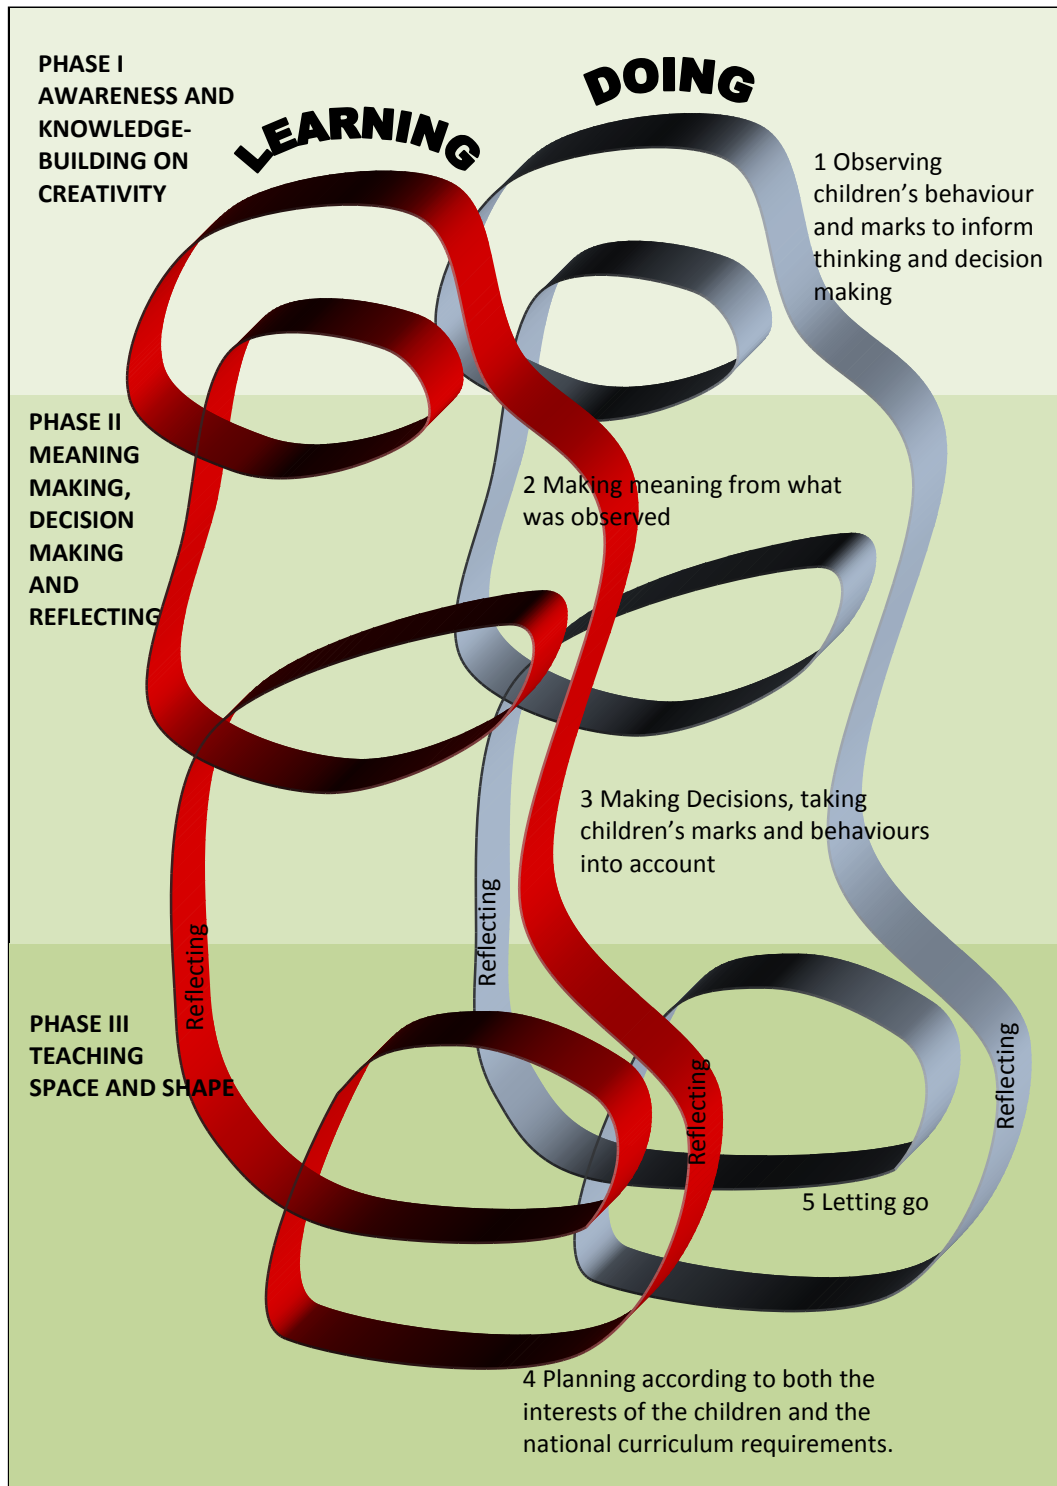 PHASE I
AWARENESS AND
KNOWLEDGE-
BUILDING ON
CREATIVITY
LEARNING
DOING
1 Observing
children’s behaviour
and marks to inform
thinking and decision
making
PHASE II
MEANING
MAKING,
DECISION
MAKING
AND
REFLECTING
2 Making meaning from what
was observed
3 Making Decisions, taking
children’s marks and behaviours
into account
Reflecting
Reflecting
PHASE III
TEACHING
SPACE AND SHAPE
Reflecting
Reflecting
5 Letting go
4 Planning according to both the
interests of the children and the
national curriculum requirements.